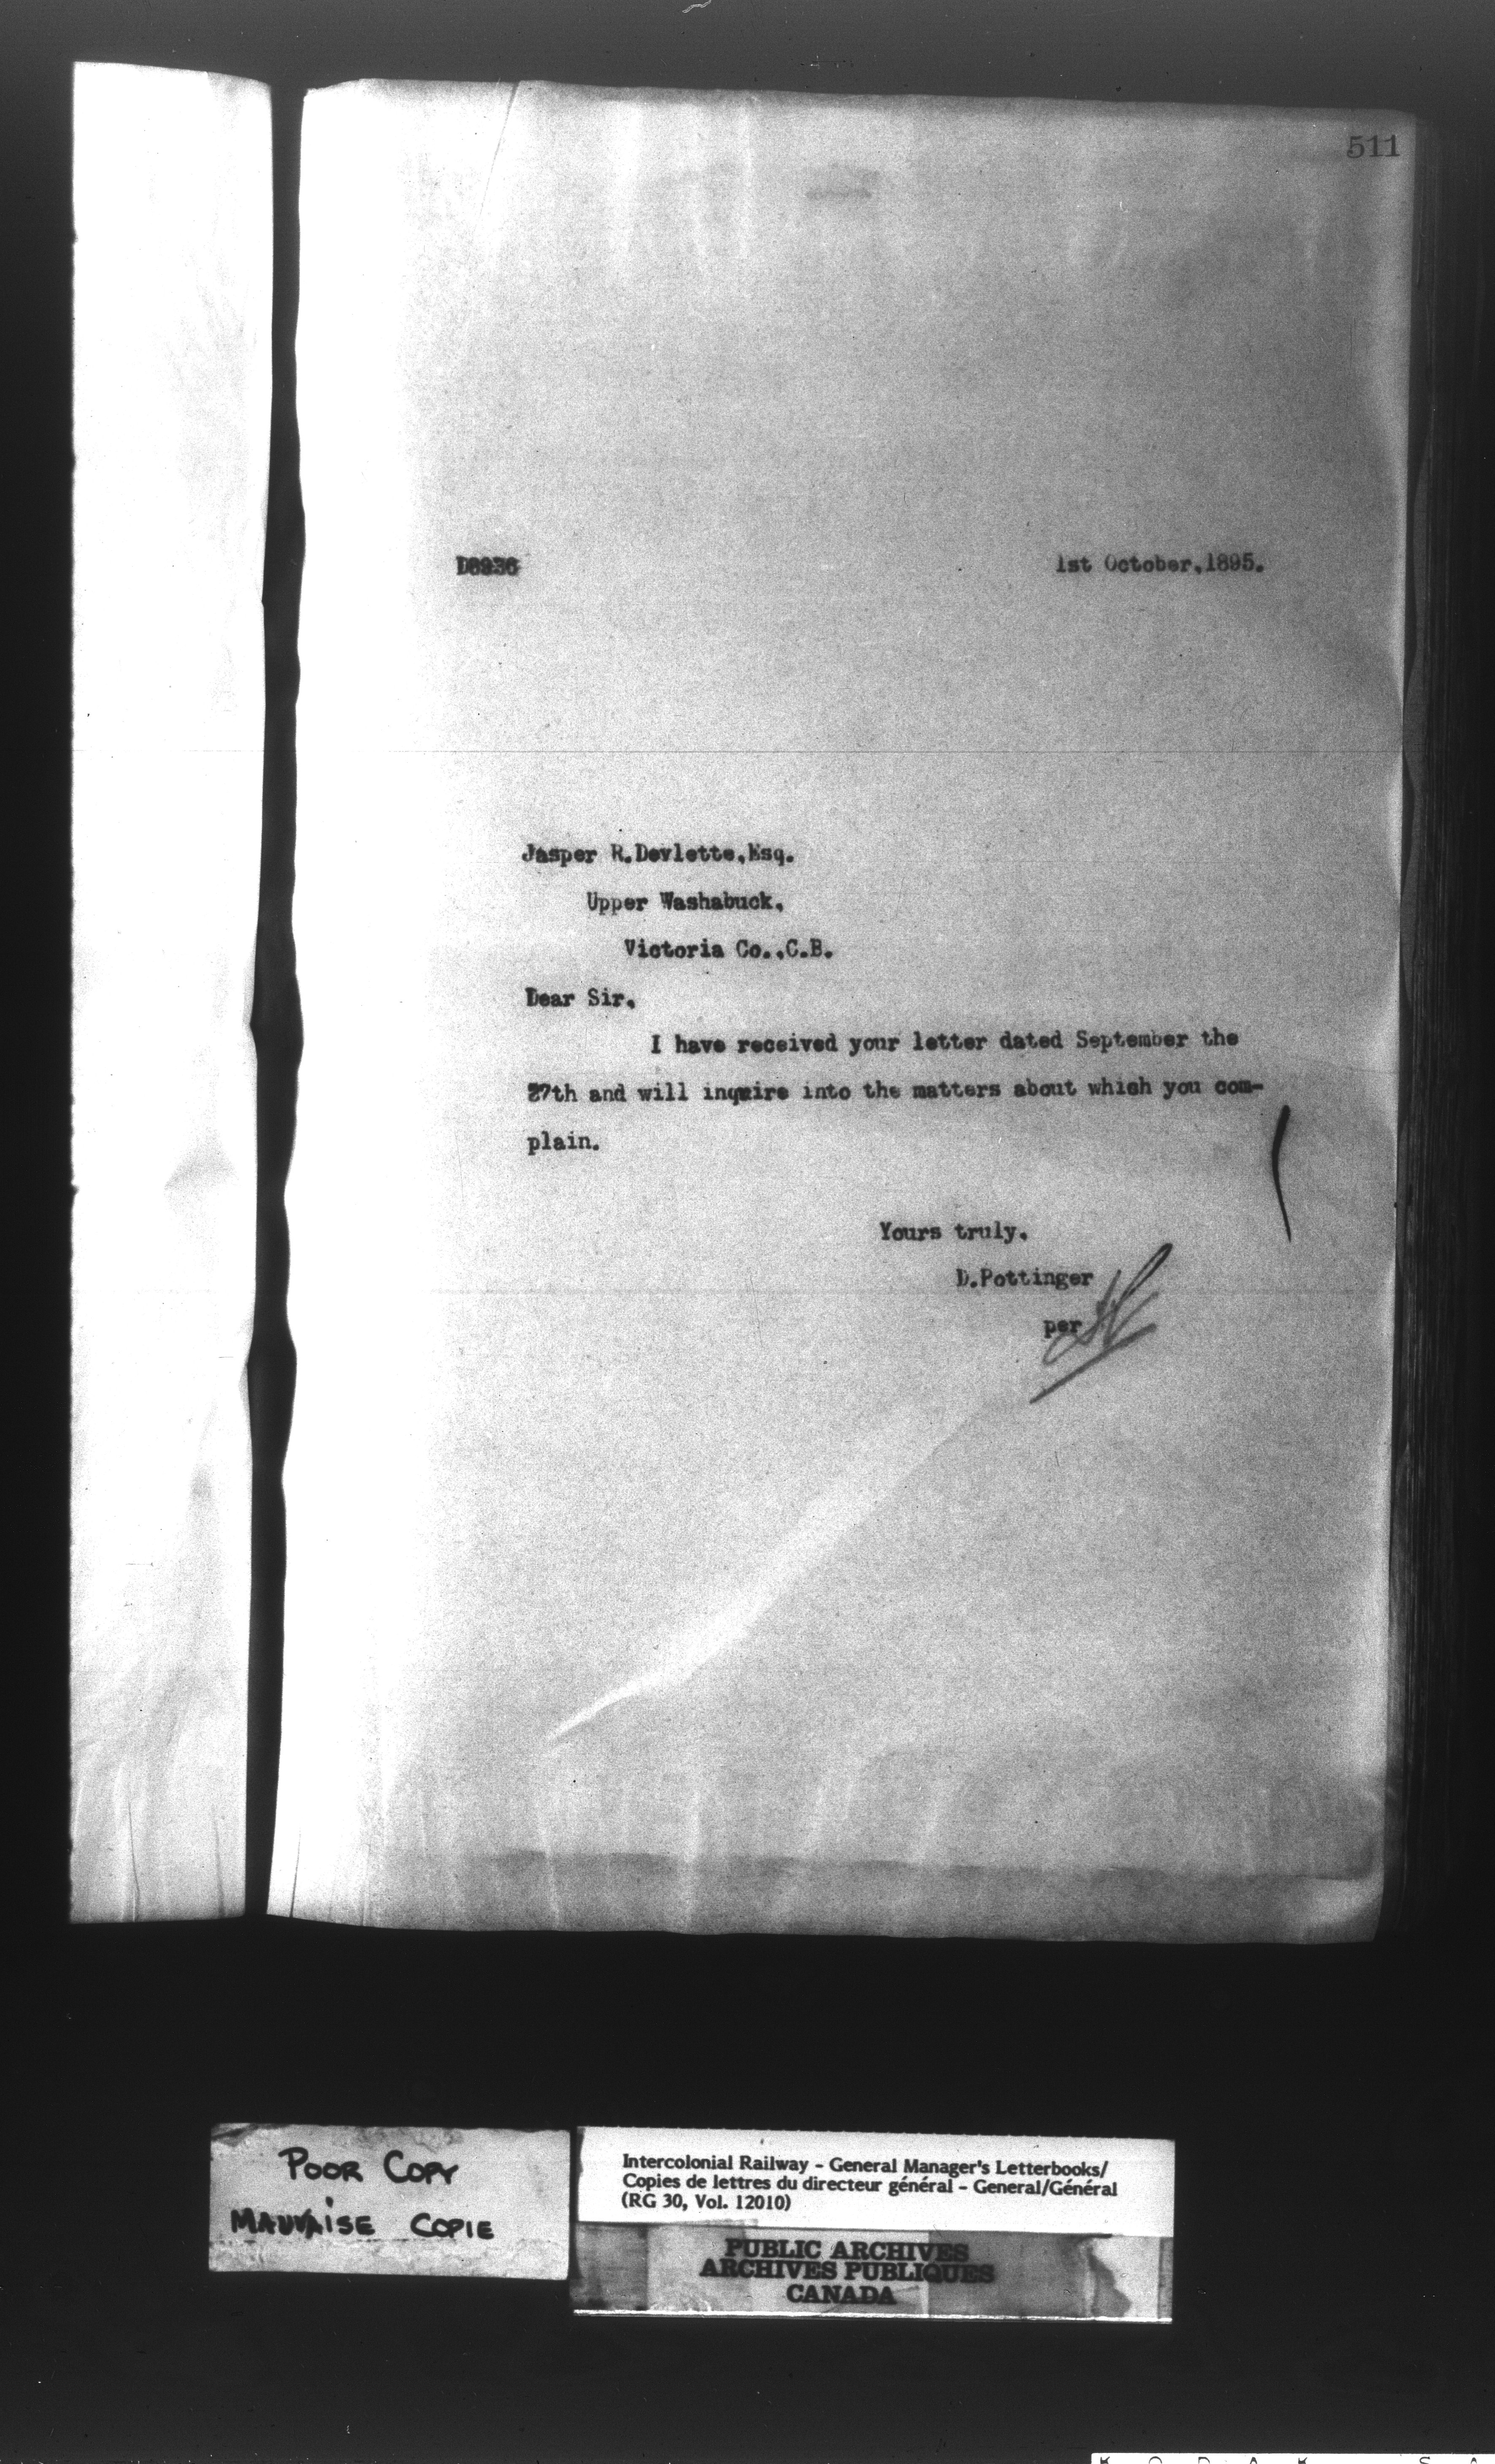 511
D8936
1st October,1895.
Jasper R.Devlette,Esq.
Upper Washabuck,
Victoria Co.,C.B.
Dear Sir,
I have received your letter dated September the
27th and will inquire into the matters about which you com-
plain.
Yours truly,
D.Pottinger
per
POOR COPY
MAUVAISE COPIE
Intercolonial Railway - General Manager's Letterbooks/
Copies de lettres du directeur général - General/Général
(RG 30, Vol. 12010)
PUBLIC ARCHIVES
ARCHIVES PUBLIQUES
CANADA